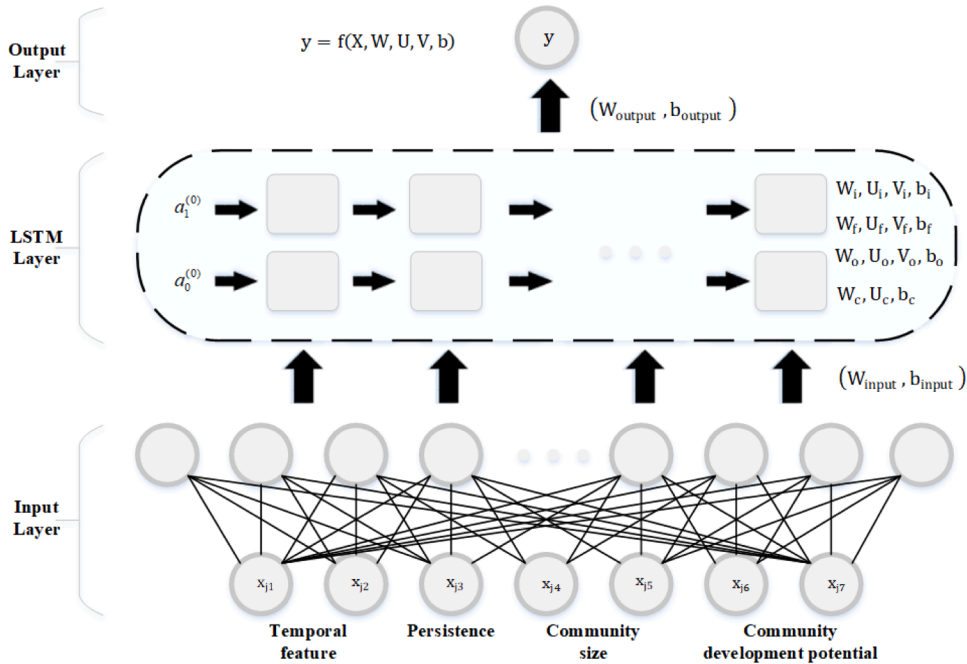 Output
Layer
y = f(X, W, U, V, b)
y
(W_output , b_output )
LSTM
Layer
a_1^(0)
a_0^(0)
W_i, U_i, V_i, b_i
W_f, U_f, V_f, b_f
W_o, U_o, V_o, b_o
W_c, U_c, b_c
(W_input , b_input )
Input
Layer
x_j1 x_j2 x_j3 x_j4 x_j5 x_j6 x_j7
Temporal
feature
Persistence
Community
size
Community
development potential